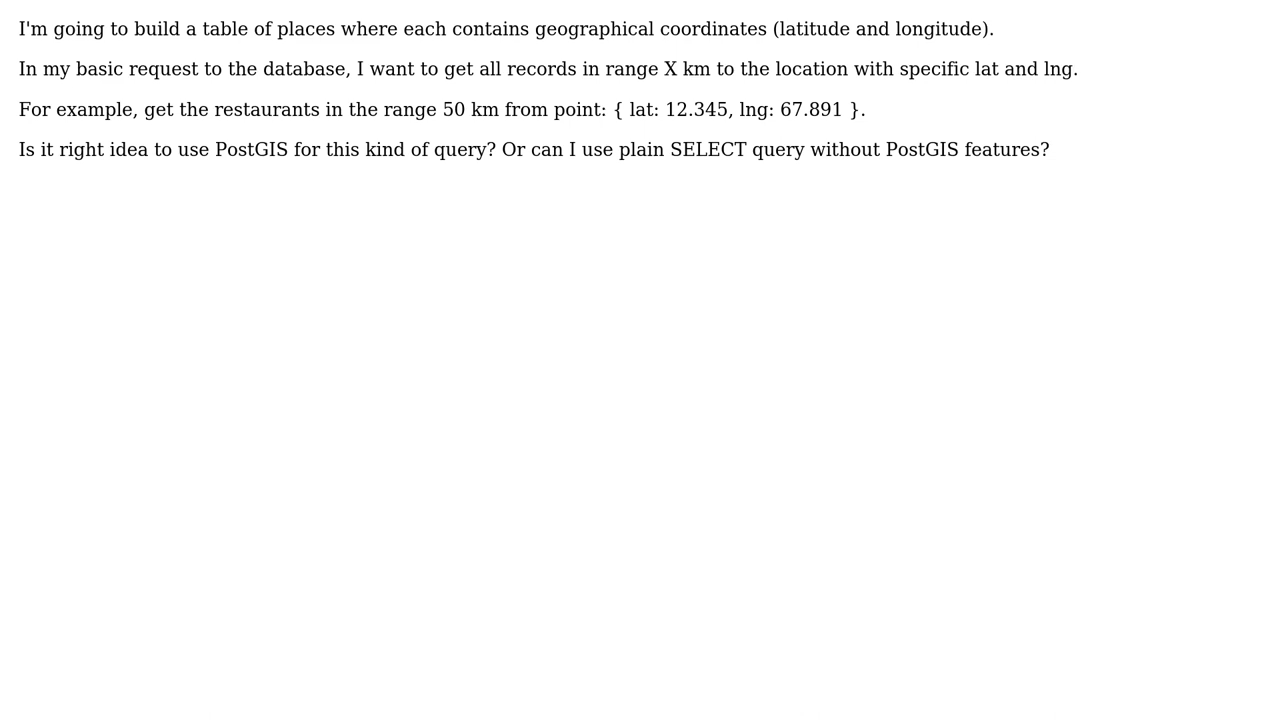 I'm going to build a table of places where each contains geographical coordinates (latitude and longitude).
In my basic request to the database, I want to get all records in range X km to the location with specific lat and lng.
For example, get the restaurants in the range 50 km from point: { lat: 12.345, lng: 67.891 }.
Is it right idea to use PostGIS for this kind of query? Or can I use plain SELECT query without PostGIS features?